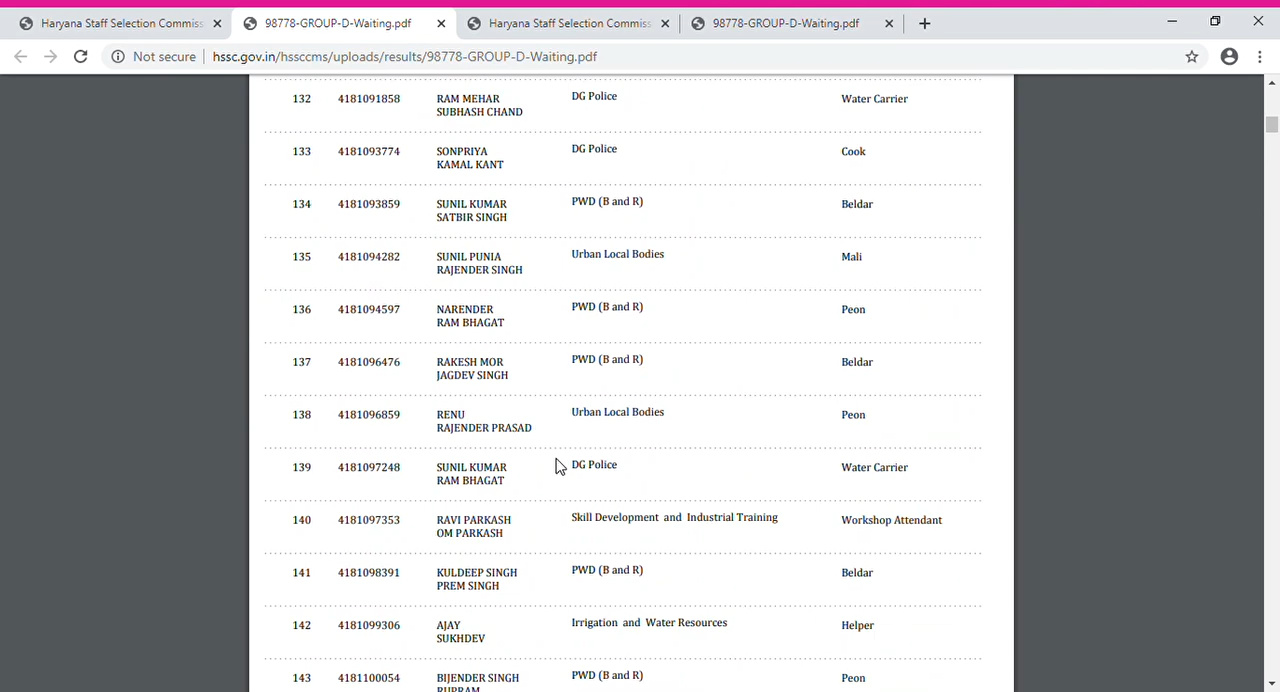 Haryana Staff Selection Commiss
98778-GROUP-D-Waiting.pdf
Haryana Staff Selection Commiss
98778-GROUP-D-Waiting.pdf
Not secure
hssc.gov.in/hssccms/uploads/results/98778-GROUP-D-Waiting.pdf
132 4181091858 RAM MEHAR DG Police Water Carrier
SUBHASH CHAND
133 4181093774 SONPRIYA DG Police Cook
KAMAL KANT
134 4181093859 SUNIL KUMAR PWD (B and R) Beldar
SATBIR SINGH
135 4181094282 SUNIL PUNIA Urban Local Bodies Mali
RAJENDER SINGH
136 4181094597 NARENDER PWD (B and R) Peon
RAM BHAGAT
137 4181096476 RAKESH MOR PWD (B and R) Beldar
JAGDEV SINGH
138 4181096859 RENU Urban Local Bodies Peon
RAJENDER PRASAD
139 4181097248 SUNIL KUMAR DG Police Water Carrier
RAM BHAGAT
140 4181097353 RAVI PARKASH Skill Development and Industrial Training Workshop Attendant
OM PARKASH
141 4181098391 KULDEEP SINGH PWD (B and R) Beldar
PREM SINGH
142 4181099306 AJAY Irrigation and Water Resources Helper
SUKHDEV
143 4181100054 BIJENDER SINGH PWD (B and R) Peon